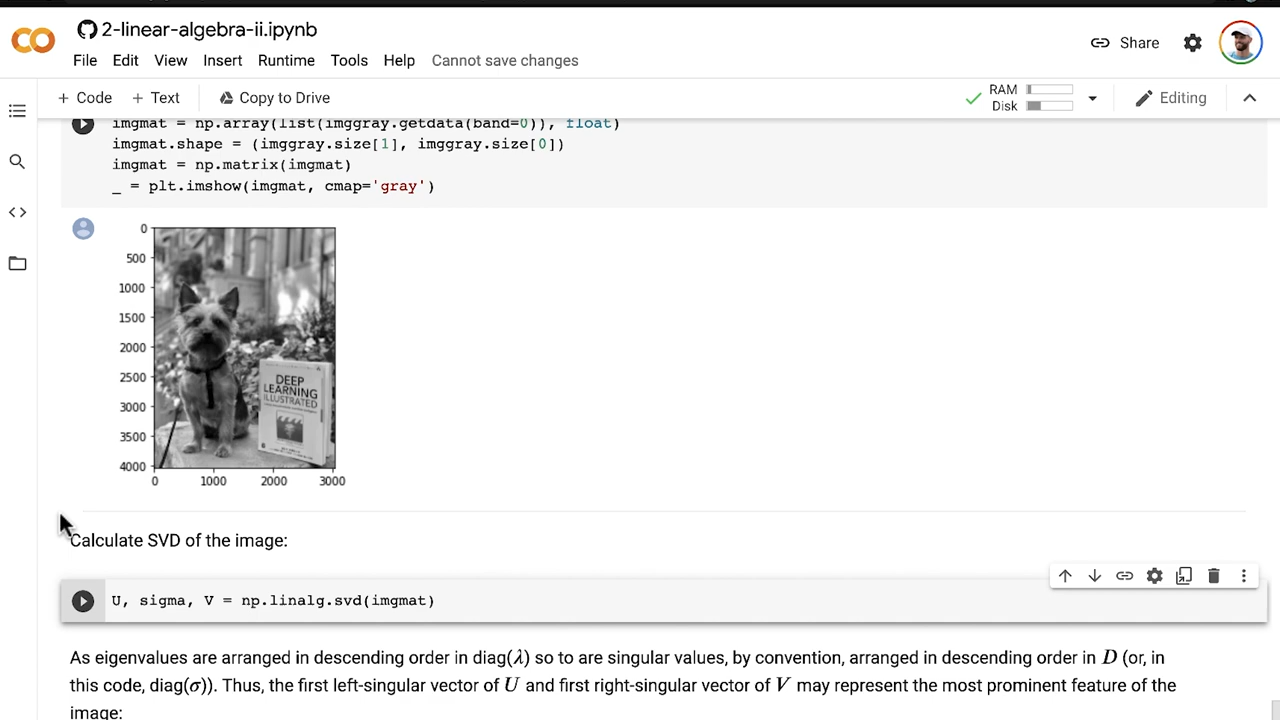 2-linear-algebra-ii.ipynb
Share
File Edit View Insert Runtime Tools Help Cannot save changes
+ Code + Text Copy to Drive
RAM
Disk
Editing
imgmat = np.array(list(imggray.getdata(band=0)), float)
imgmat.shape = (imggray.size[1], imggray.size[0])
imgmat = np.matrix(imgmat)
_ = plt.imshow(imgmat, cmap='gray')
0
500
1000
1500
2000
2500
3000
3500
4000
0 1000 2000 3000
DEEP
LEARNING
ILLUSTRATED
Calculate SVD of the image:
U, sigma, V = np.linalg.svd(imgmat)
As eigenvalues are arranged in descending order in diag(λ) so to are singular values, by convention, arranged in descending order in D (or, in
this code, diag(σ)). Thus, the first left-singular vector of U and first right-singular vector of V may represent the most prominent feature of the
image: